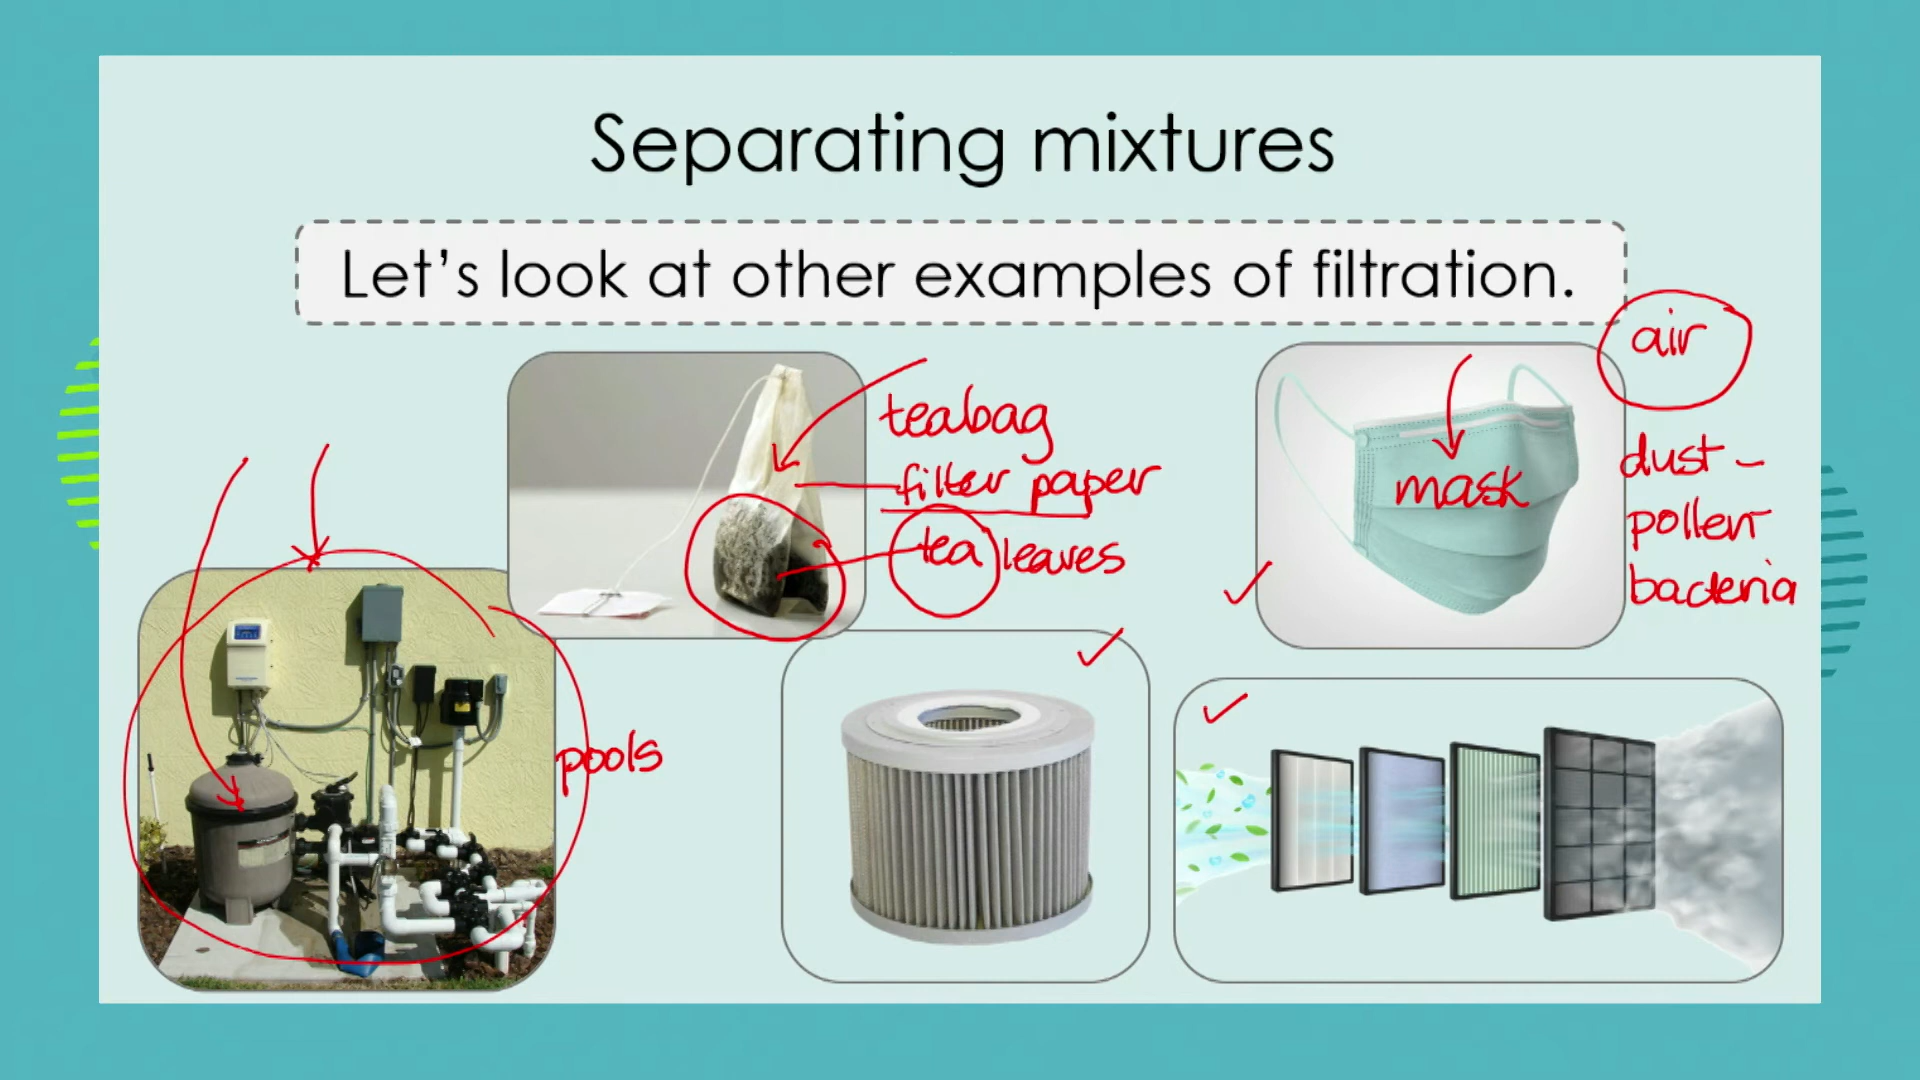 Separating mixtures
Let's look at other examples of filtration.
air
teabag
filter paper
tea leaves
mask
dust -
pollen
bacteria
pools